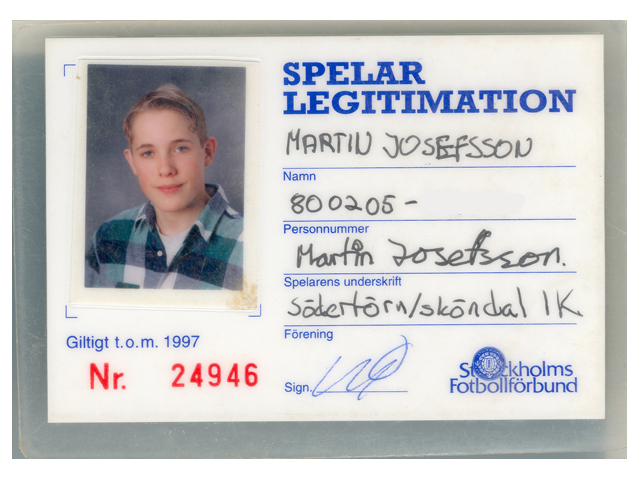 SPELAR
LEGITIMATION
MARTIN JOSEFSSON
Namn
800205-
Personnummer
Martin Josefsson.
Spelarens underskrift
Södertörn/sköndal IK.
Förening
Giltigt t.o.m. 1997
Nr. 24946
Sign.
Stockholms
Fotbollförbund